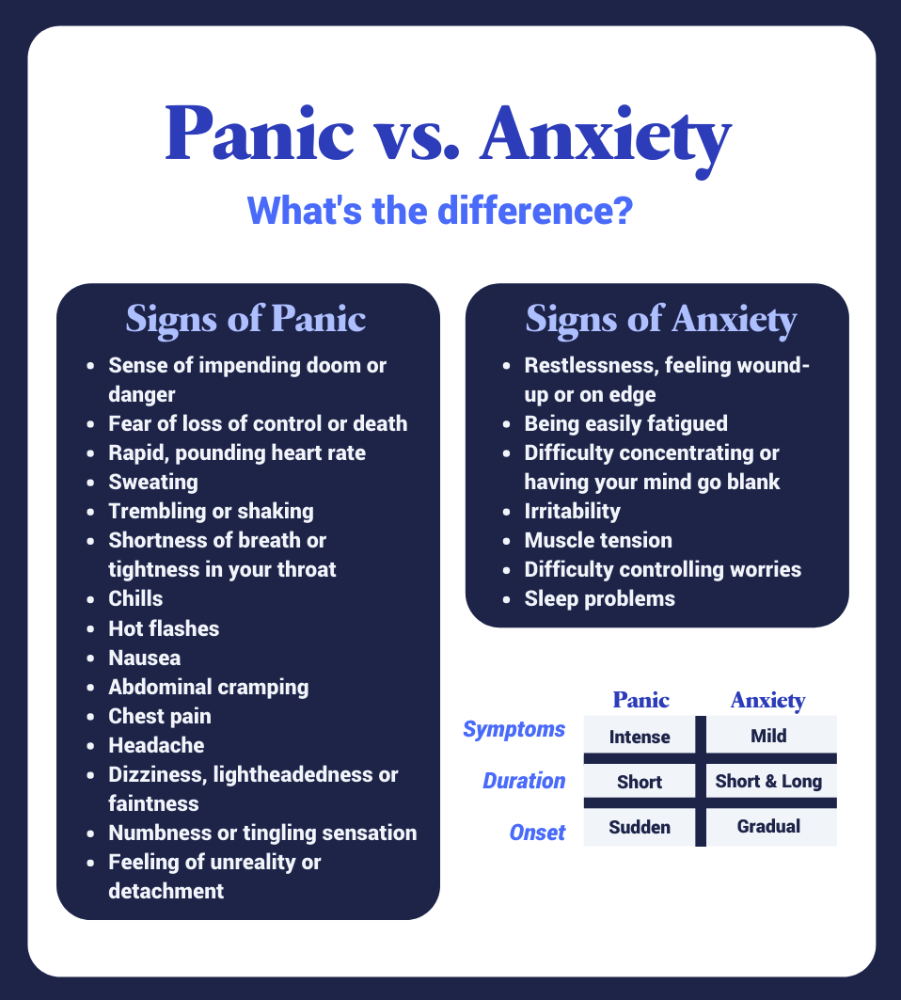 Panic vs. Anxiety
What's the difference?
Signs of Panic
• Sense of impending doom or
danger
• Fear of loss of control or death
• Rapid, pounding heart rate
• Sweating
• Trembling or shaking
• Shortness of breath or
tightness in your throat
• Chills
• Hot flashes
• Nausea
• Abdominal cramping
• Chest pain
• Headache
• Dizziness, lightheadedness or
faintness
• Numbness or tingling sensation
• Feeling of unreality or
detachment
Signs of Anxiety
• Restlessness, feeling wound-
up or on edge
• Being easily fatigued
• Difficulty concentrating or
having your mind go blank
• Irritability
• Muscle tension
• Difficulty controlling worries
• Sleep problems
Panic Anxiety
Symptoms Intense Mild
Duration Short Short & Long
Onset Sudden Gradual